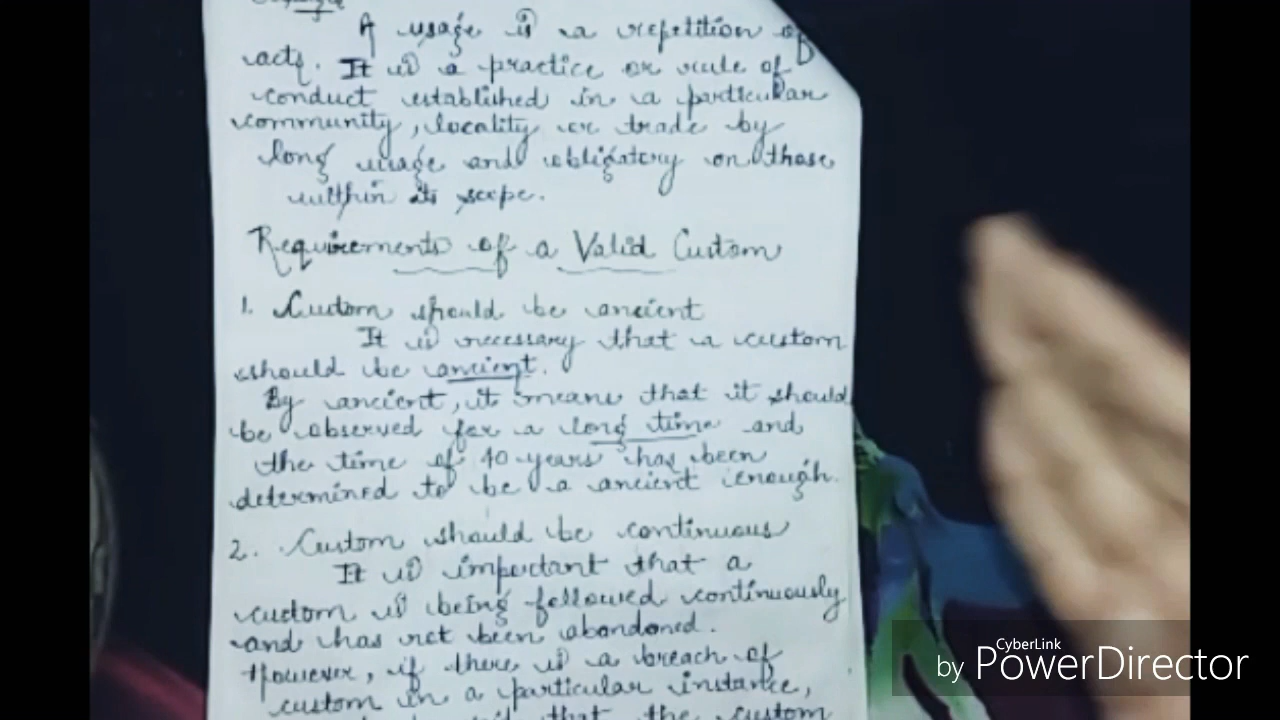 A usage is a repetition of
acts. It is a practice or rule of
conduct established in a particular
community, locality or trade by
long usage and obligatory on those
within its scope.
Requirements of a Valid Custom
1. Custom should be ancient
It is necessary that a custom
should be ancient.
By ancient, it means that it should
be observed for a long time and
the time of 40 years has been
determined to be a ancient enough.
2. Custom should be continuous
It is important that a
custom is being followed continuously
and has not been abandoned.
However, if there is a breach of
custom in a particular instance,
that the custom
CyberLink
by PowerDirector